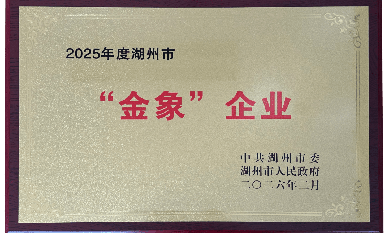 2025年度湖州市
“金象”企业
中共湖州市委
湖州市人民政府
二〇二六年二月